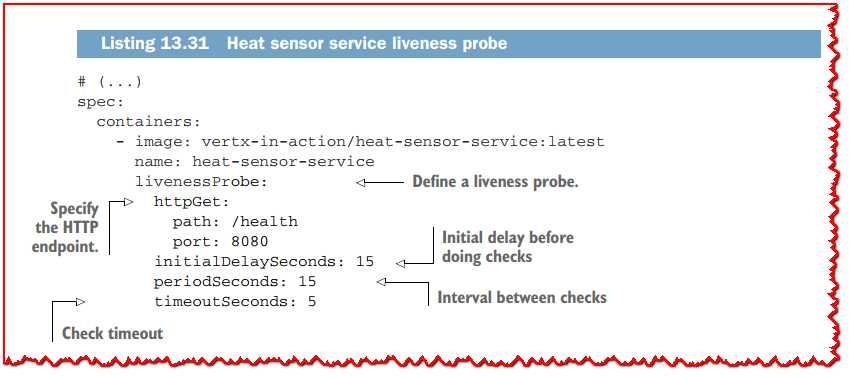 Listing 13.31 Heat sensor service liveness probe
# (...)
spec:
  containers:
    - image: vertx-in-action/heat-sensor-service:latest
      name: heat-sensor-service
      livenessProbe:
Define a liveness probe.
        httpGet:
          path: /health
          port: 8080
Specify
the HTTP
endpoint.
        initialDelaySeconds: 15
Initial delay before
doing checks
        periodSeconds: 15
Interval between checks
        timeoutSeconds: 5
Check timeout